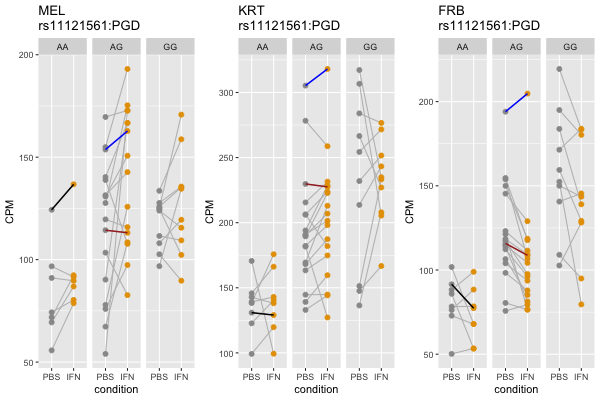 MEL
rs11121561:PGD
AA AG GG
200
150
100
50
CPM
PBS IFN PBS IFN PBS IFN
condition
KRT
rs11121561:PGD
AA AG GG
300
250
200
150
100
CPM
PBS IFN PBS IFN PBS IFN
condition
FRB
rs11121561:PGD
AA AG GG
200
150
100
50
CPM
PBS IFN PBS IFN PBS IFN
condition